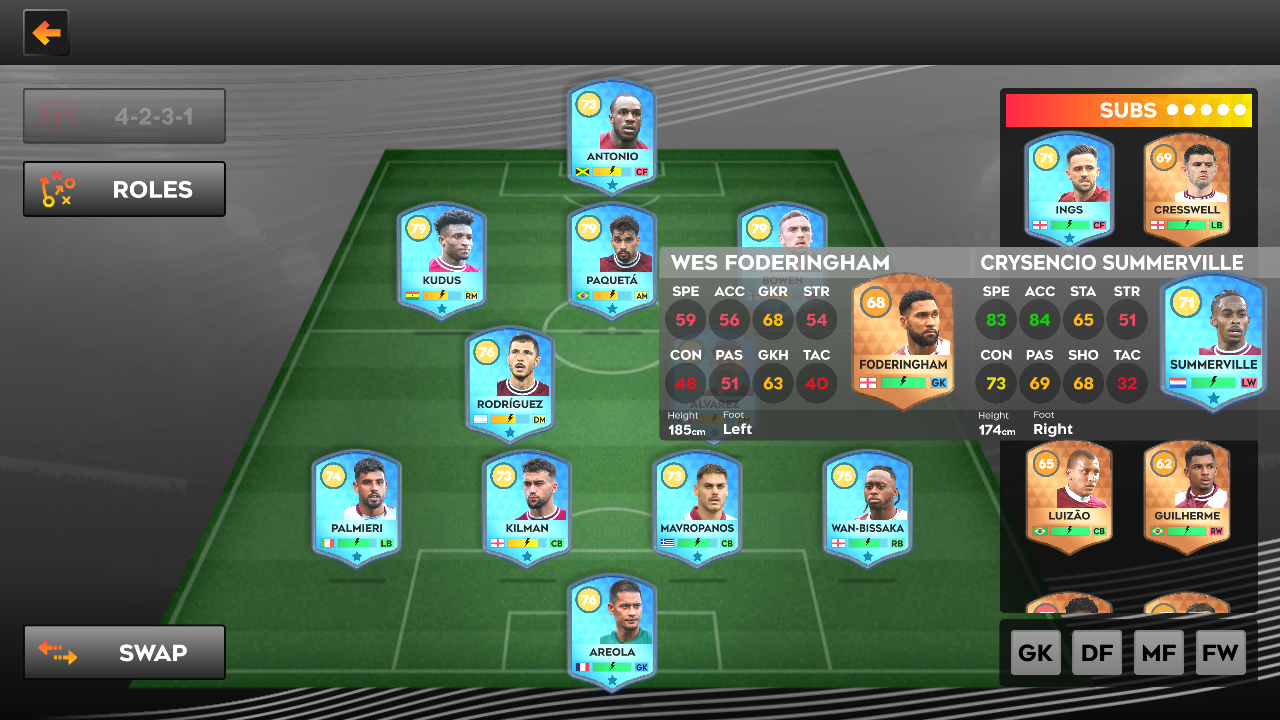 4-2-3-1
ROLES
SWAP
73
ANTONIO
CF
79
KUDUS
RM
79
PAQUETÁ
AM
79
BOWEN
76
RODRÍGUEZ
DM
ÁLVAREZ
74
PALMIERI
LB
73
KILMAN
CB
73
MAVROPANOS
CB
75
WAN-BISSAKA
RB
76
AREOLA
GK
SUBS
71
INGS
CF
69
CRESSWELL
LB
WES FODERINGHAM
SPE ACC GKR STR
59 56 68 54
CON PAS GKH TAC
48 51 63 40
Height Foot
185cm Left
68
FODERINGHAM
GK
CRYSENCIO SUMMERVILLE
SPE ACC STA STR
83 84 65 51
CON PAS SHO TAC
73 69 68 32
Height Foot
174cm Right
71
SUMMERVILLE
LW
65
LUIZÃO
CB
62
GUILHERME
RW
GK DF MF FW